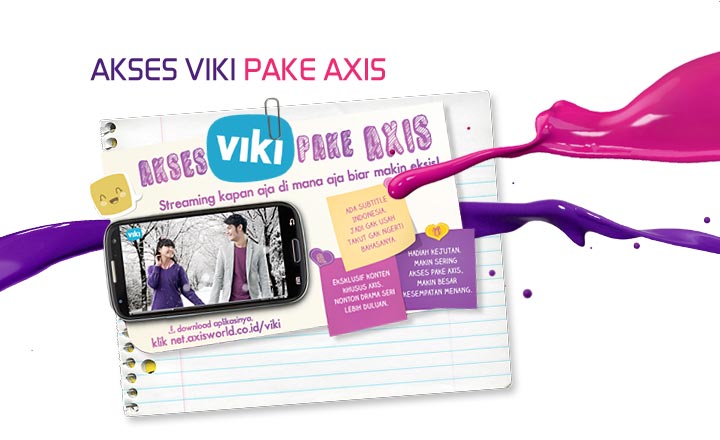 AKSES VIKI PAKE AXIS
AKSES viki PAKE AXIS
Streaming kapan aja di mana aja biar makin eksis!
viki
ADA SUBTITLE
INDONESIA.
JADI GAK USAH
TAKUT GAK NGERTI
BAHASANYA.
EKSKLUSIF KONTEN
KHUSUS AXIS.
NONTON DRAMA SERI
LEBIH DULUAN.
HADIAH KEJUTAN.
MAKIN SERING
AKSES PAKE AXIS,
MAKIN BESAR
KESEMPATAN MENANG.
download aplikasinya.
klik net.axisworld.co.id/viki